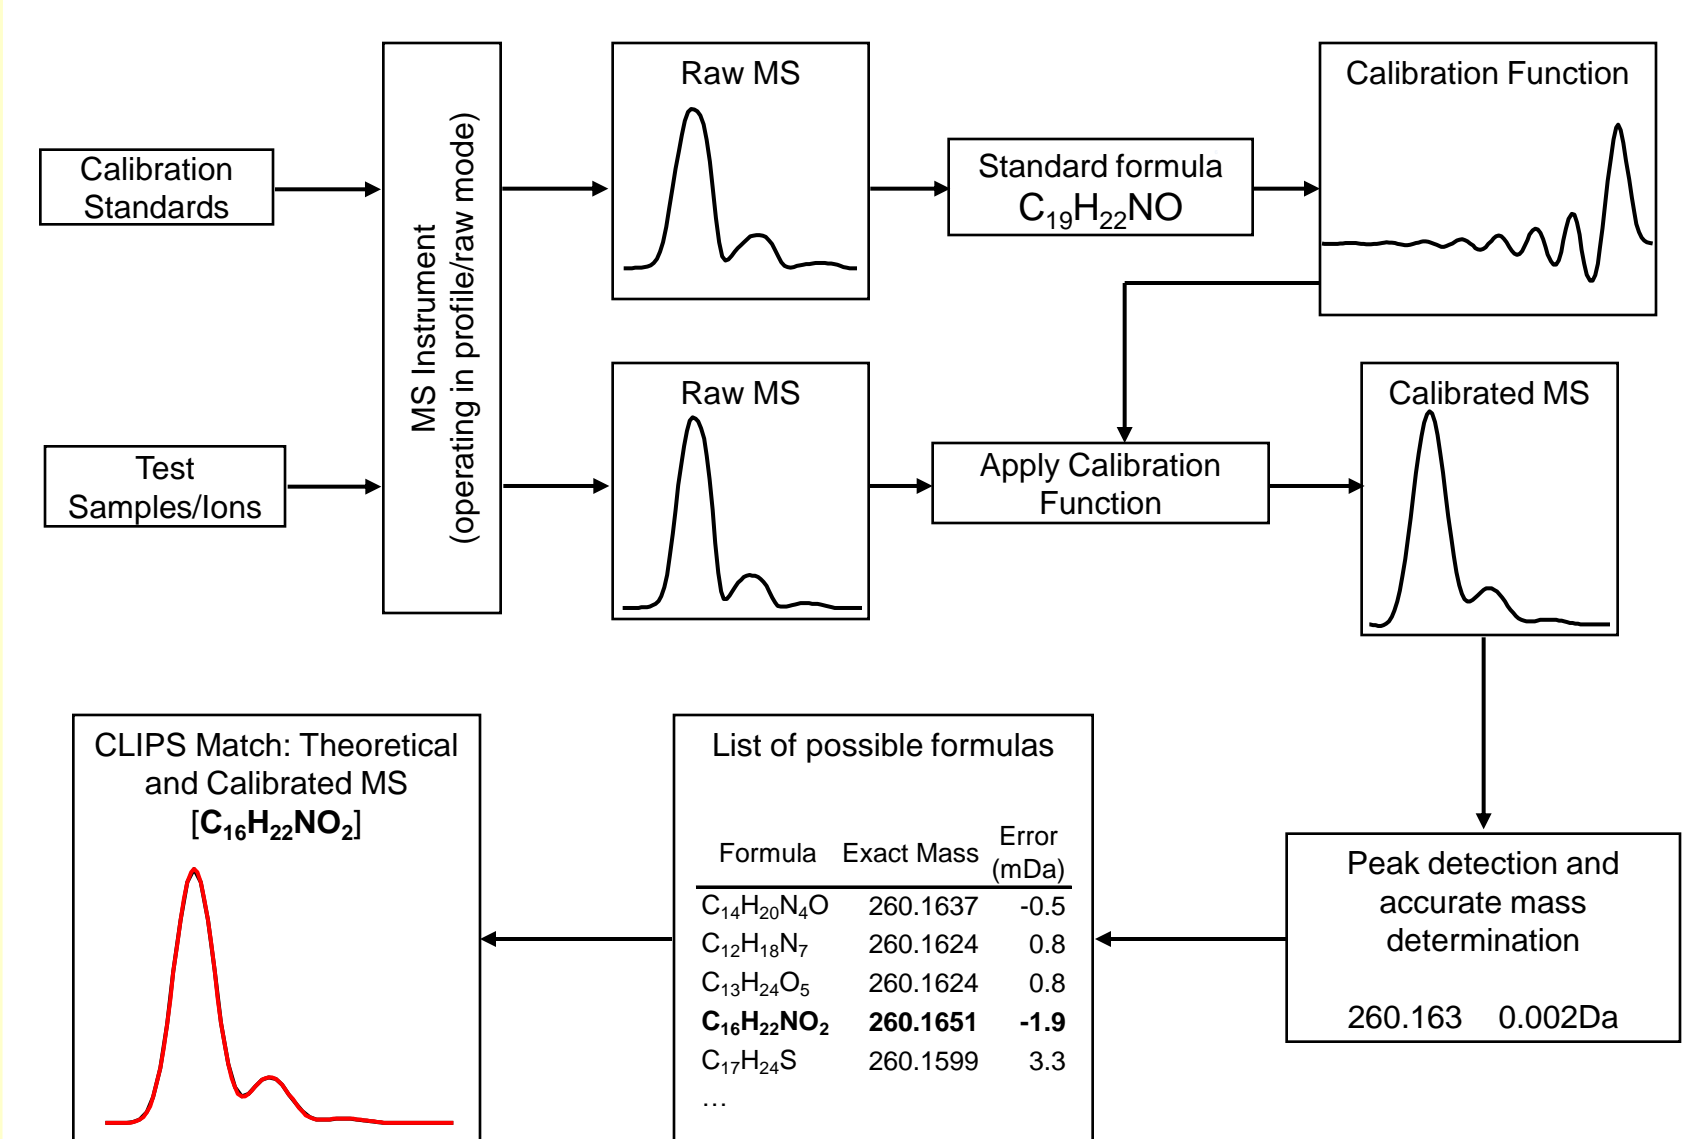 Calibration
Standards
MS Instrument
(operating in profile/raw mode)
Raw MS
Standard formula
C₁₉H₂₂NO
Calibration Function
Test
Samples/Ions
Raw MS
Apply Calibration
Function
Calibrated MS
Peak detection and
accurate mass
determination
260.163 0.002Da
List of possible formulas
Formula Exact Mass Error
(mDa)
C₁₄H₂₀N₄O 260.1637 -0.5
C₁₂H₁₈N₇ 260.1624 0.8
C₁₃H₂₄O₅ 260.1624 0.8
C₁₆H₂₂NO₂ 260.1651 -1.9
C₁₇H₂₄S 260.1599 3.3
…
CLIPS Match: Theoretical
and Calibrated MS
[C₁₆H₂₂NO₂]